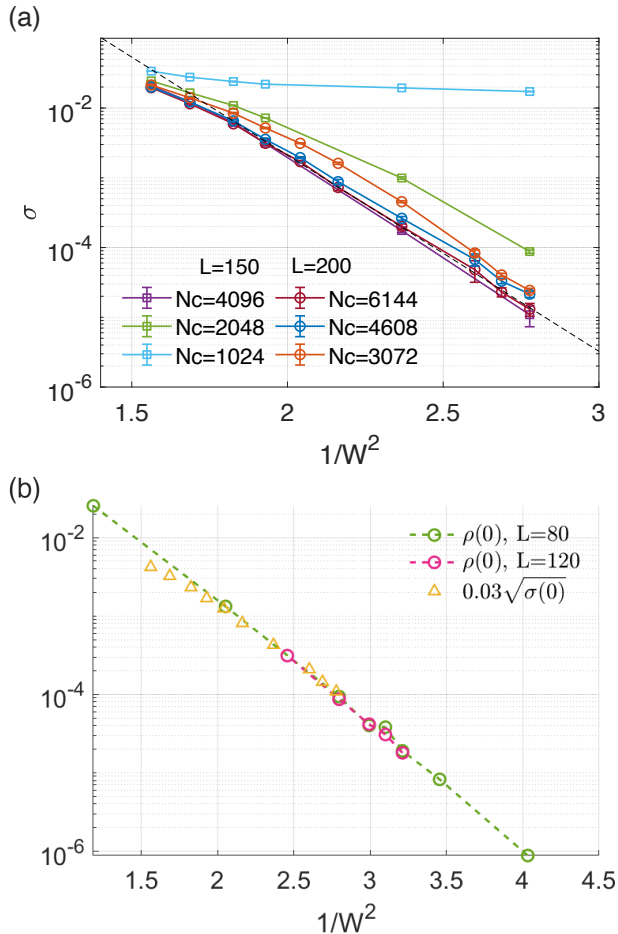 (a)
10^-2
10^-4
10^-6
σ
L=150 L=200
Nc=4096 Nc=6144
Nc=2048 Nc=4608
Nc=1024 Nc=3072
1.5 2 2.5 3
1/W^2
(b)
10^-2
10^-4
10^-6
ρ(0), L=80
ρ(0), L=120
0.03√σ(0)
1.5 2 2.5 3 3.5 4 4.5
1/W^2